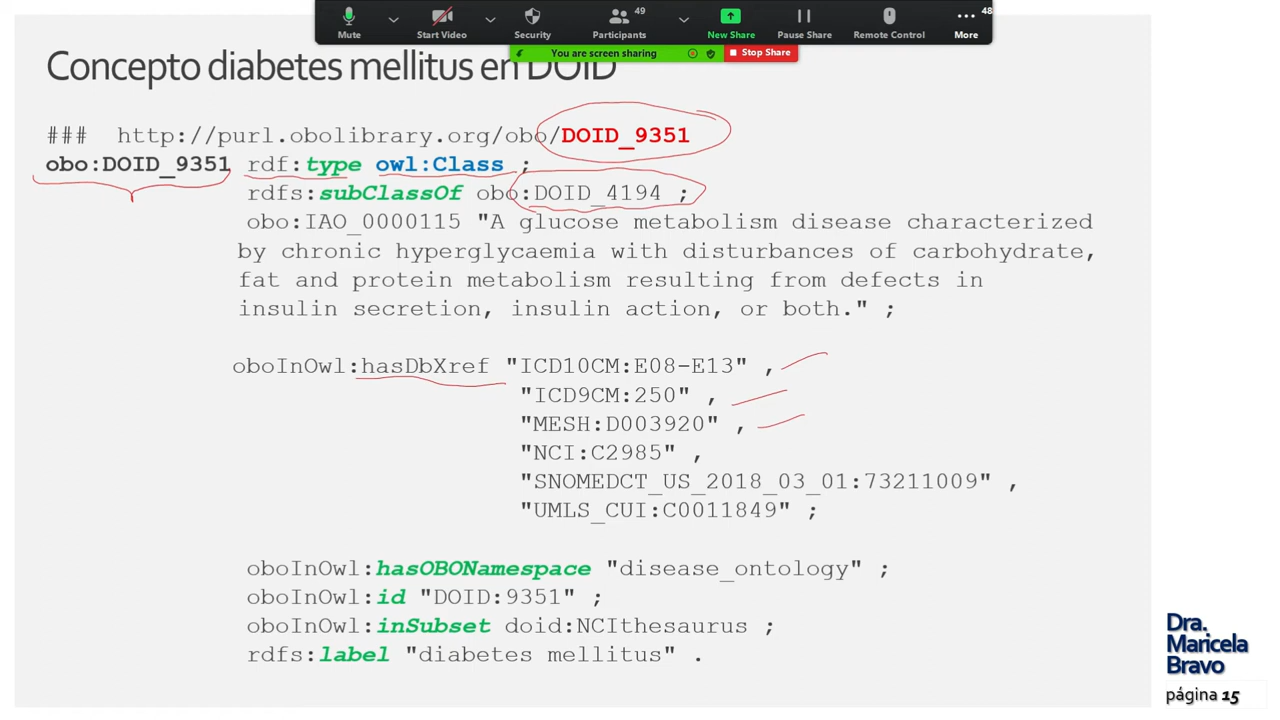 49
48
Mute
Start Video
Security
Participants
New Share
Pause Share
Remote Control
More
You are screen sharing
Stop Share
Concepto diabetes mellitus en DOID
### http://purl.obolibrary.org/obo/DOID_9351
obo:DOID_9351 rdf:type owl:Class ;
rdfs:subClassOf obo:DOID_4194 ;
obo:IAO_0000115 "A glucose metabolism disease characterized
by chronic hyperglycaemia with disturbances of carbohydrate,
fat and protein metabolism resulting from defects in
insulin secretion, insulin action, or both." ;
oboInOwl:hasDbXref "ICD10CM:E08-E13" ,
"ICD9CM:250" ,
"MESH:D003920" ,
"NCI:C2985" ,
"SNOMEDCT_US_2018_03_01:73211009" ,
"UMLS_CUI:C0011849" ;
oboInOwl:hasOBONamespace "disease_ontology" ;
oboInOwl:id "DOID:9351" ;
oboInOwl:inSubset doid:NCIthesaurus ;
rdfs:label "diabetes mellitus" .
Dra.
Maricela
Bravo
página 15